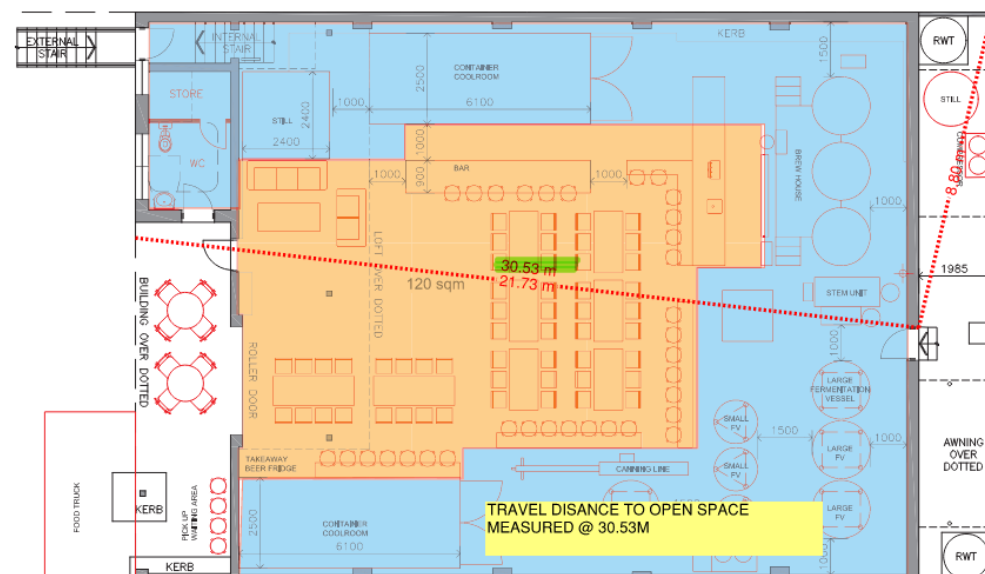 EXTERNAL
STAIR
INTERNAL
STAIR
KERB
1500
RWT
STORE
WC
STILL
2400
2400
1000
2500
CONTAINER
COOLROOM
6100
1000
900
BAR
1000
1000
BREW HOUSE
1000
STILL
8.80 m
1985
LOFT OVER DOTTED
120 sqm
30.53 m
21.73 m
STEM UNIT
1000
BUILDING OVER DOTTED
ROLLER DOOR
LARGE
FERMENTATION
VESSEL
SMALL
FV
1500
LARGE
FV
1000
SMALL
FV
AWNING
OVER
DOTTED
TAKEAWAY
BEER FRIDGE
CANNING LINE
FOOD TRUCK
KERB
PICK UP
WAITING AREA
2500
CONTAINER
COOLROOM
6100
TRAVEL DISANCE TO OPEN SPACE
MEASURED @ 30.53M
LARGE
FV
1000
KERB
RWT